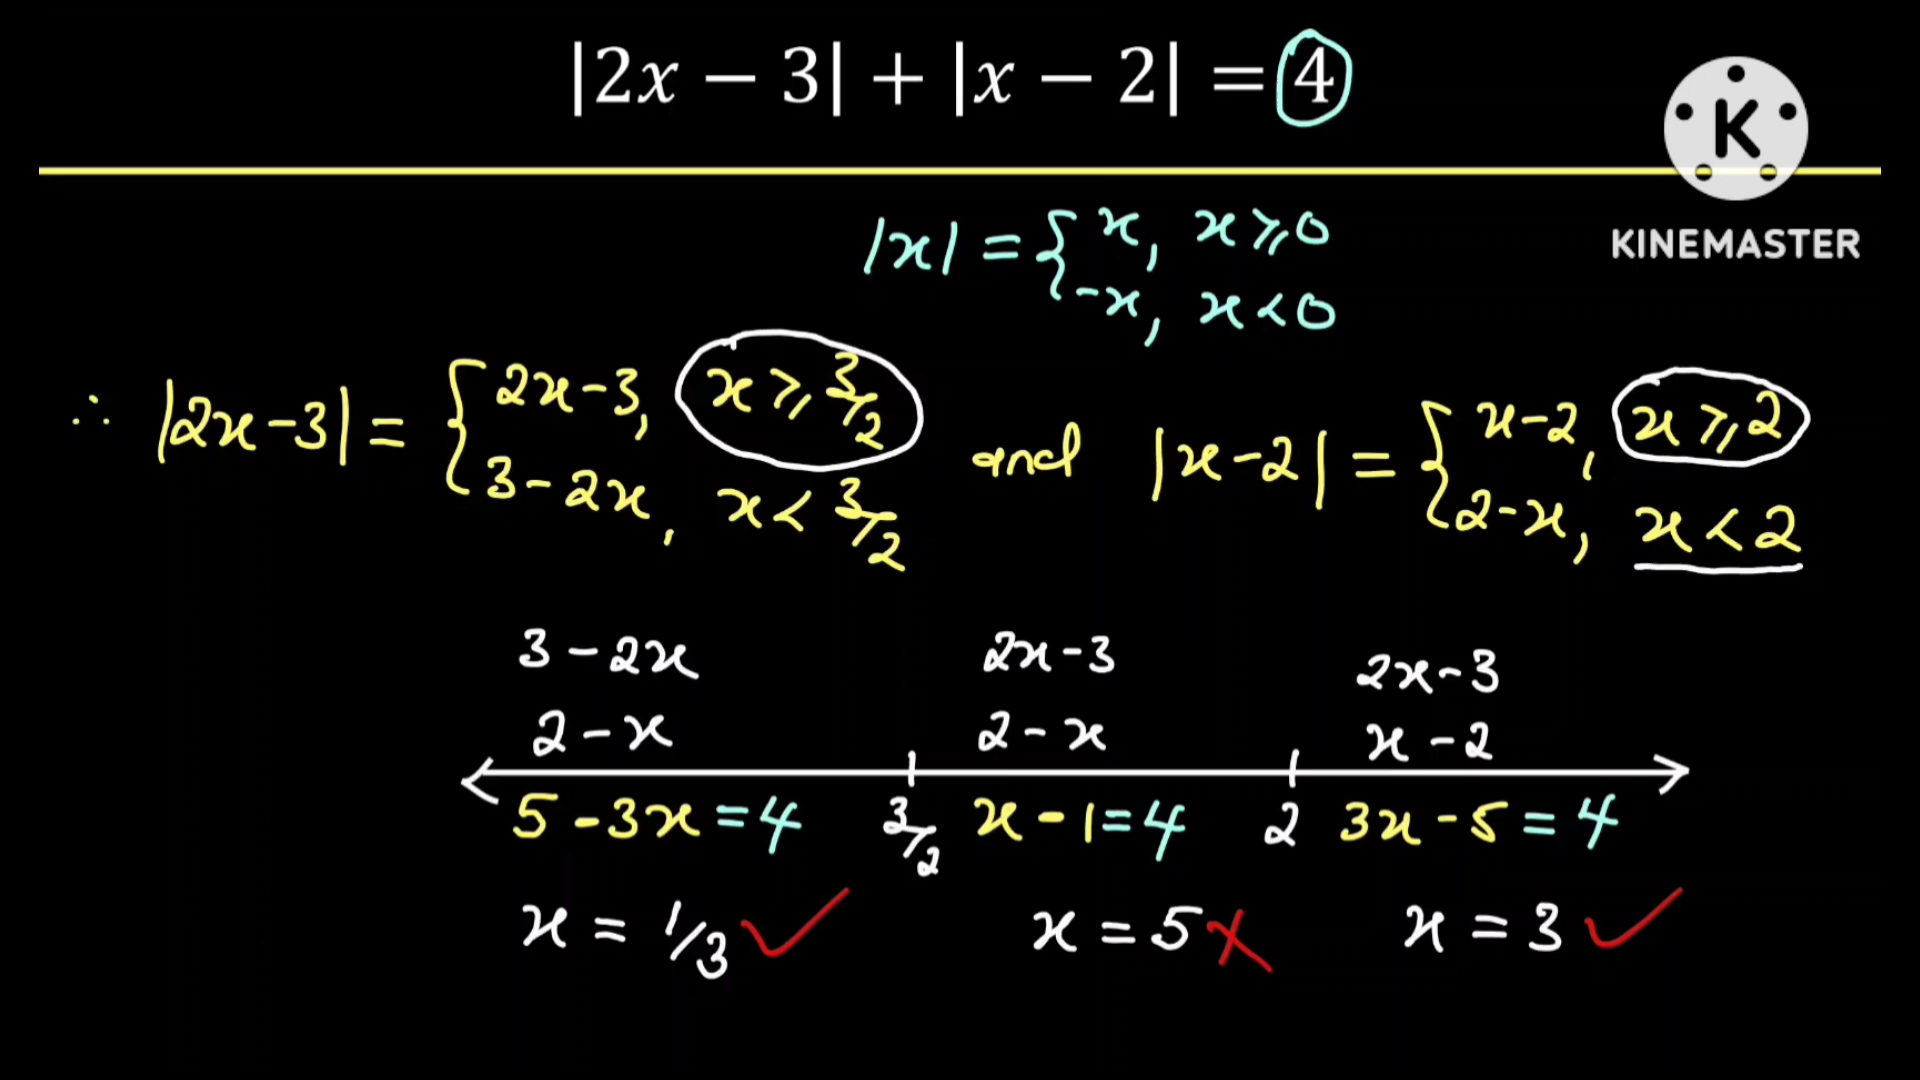 |2x − 3| + |x − 2| = 4
K
KINEMASTER
|x| = { x, x ⩾ 0
-x, x < 0
∴ |2x-3| = { 2x-3, x ⩾ 3/2 and |x-2| = { x-2, x ⩾ 2
3-2x, x < 3/2 2-x, x < 2
3-2x 2x-3 2x-3
2-x 2-x x-2
5-3x=4 3/2 x-1=4 2 3x-5=4
x = 1/3 ✓ x = 5 ✗ x = 3 ✓